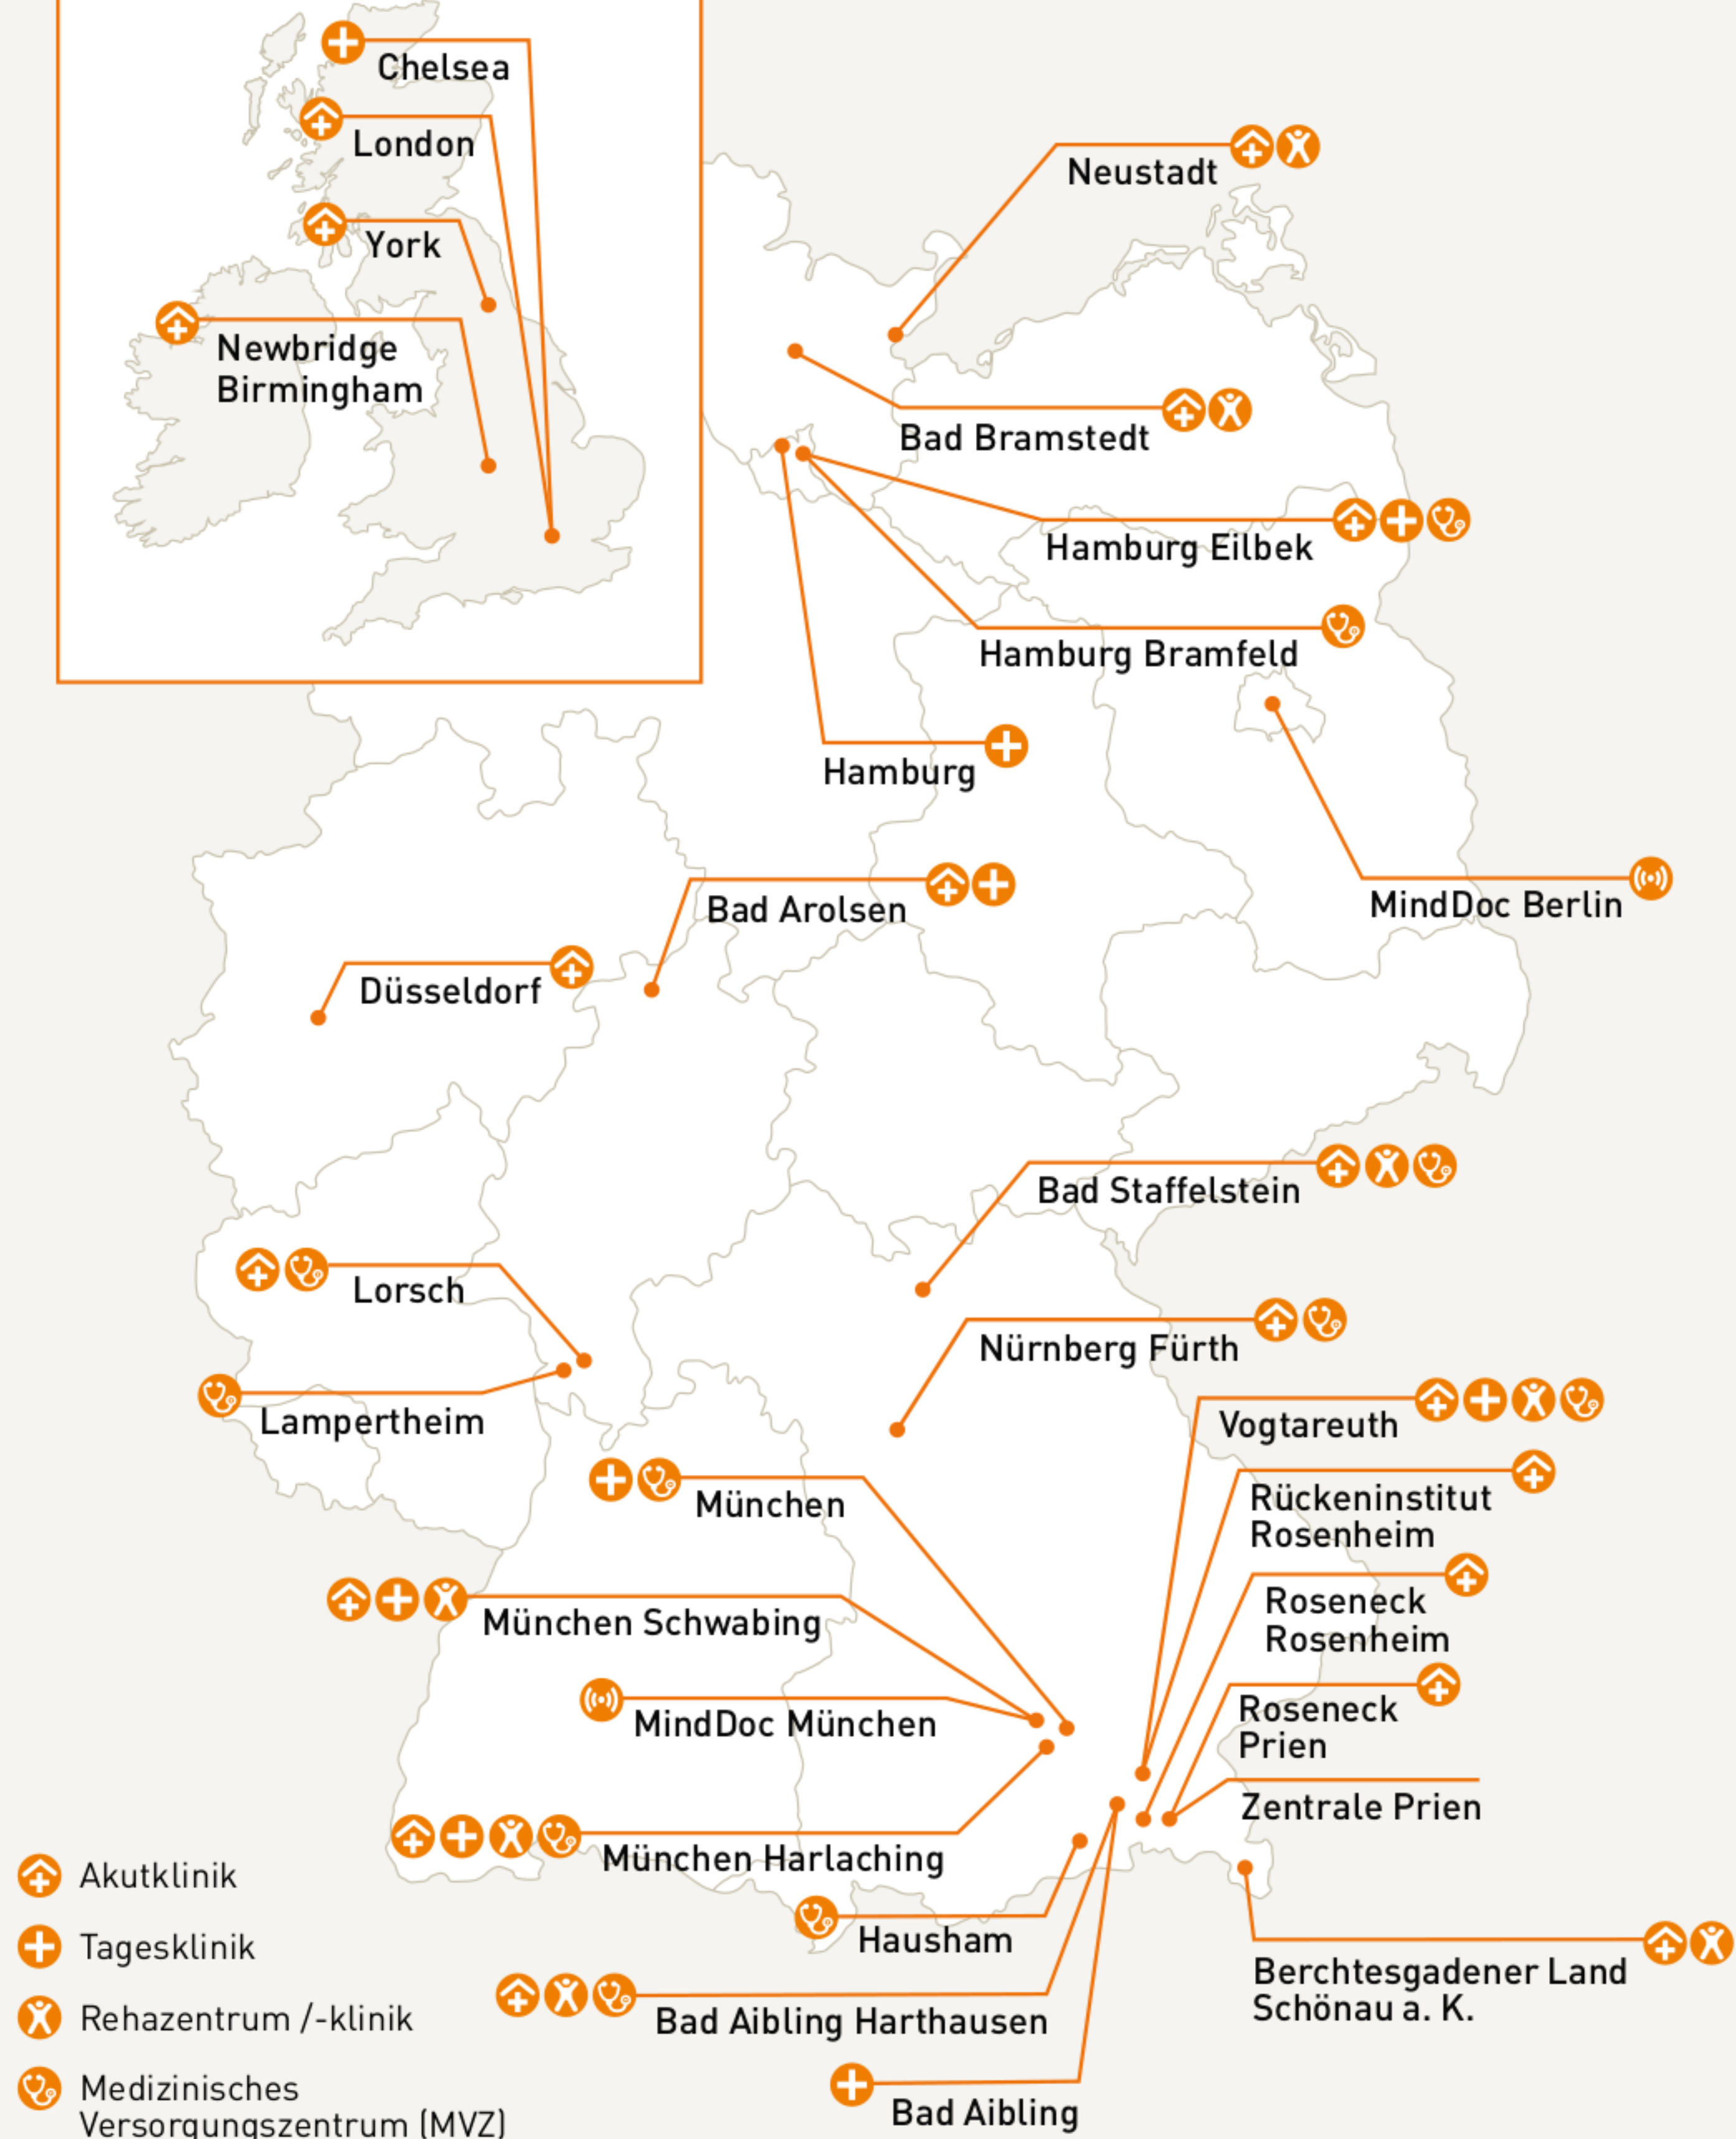 Chelsea
London
York
Newbridge
Birmingham
Neustadt
Bad Bramstedt
Hamburg Eilbek
Hamburg Bramfeld
Hamburg
MindDoc Berlin
Bad Arolsen
Düsseldorf
Bad Staffelstein
Lorsch
Nürnberg Fürth
Lampertheim
Vogtareuth
München
Rückeninstitut
Rosenheim
München Schwabing
Roseneck
Rosenheim
MindDoc München
Roseneck
Prien
Zentrale Prien
München Harlaching
Hausham
Berchtesgadener Land
Schönau a. K.
Bad Aibling Harthausen
Bad Aibling
Akutklinik
Tagesklinik
Rehazentrum /-klinik
Medizinisches
Versorgungszentrum (MVZ)